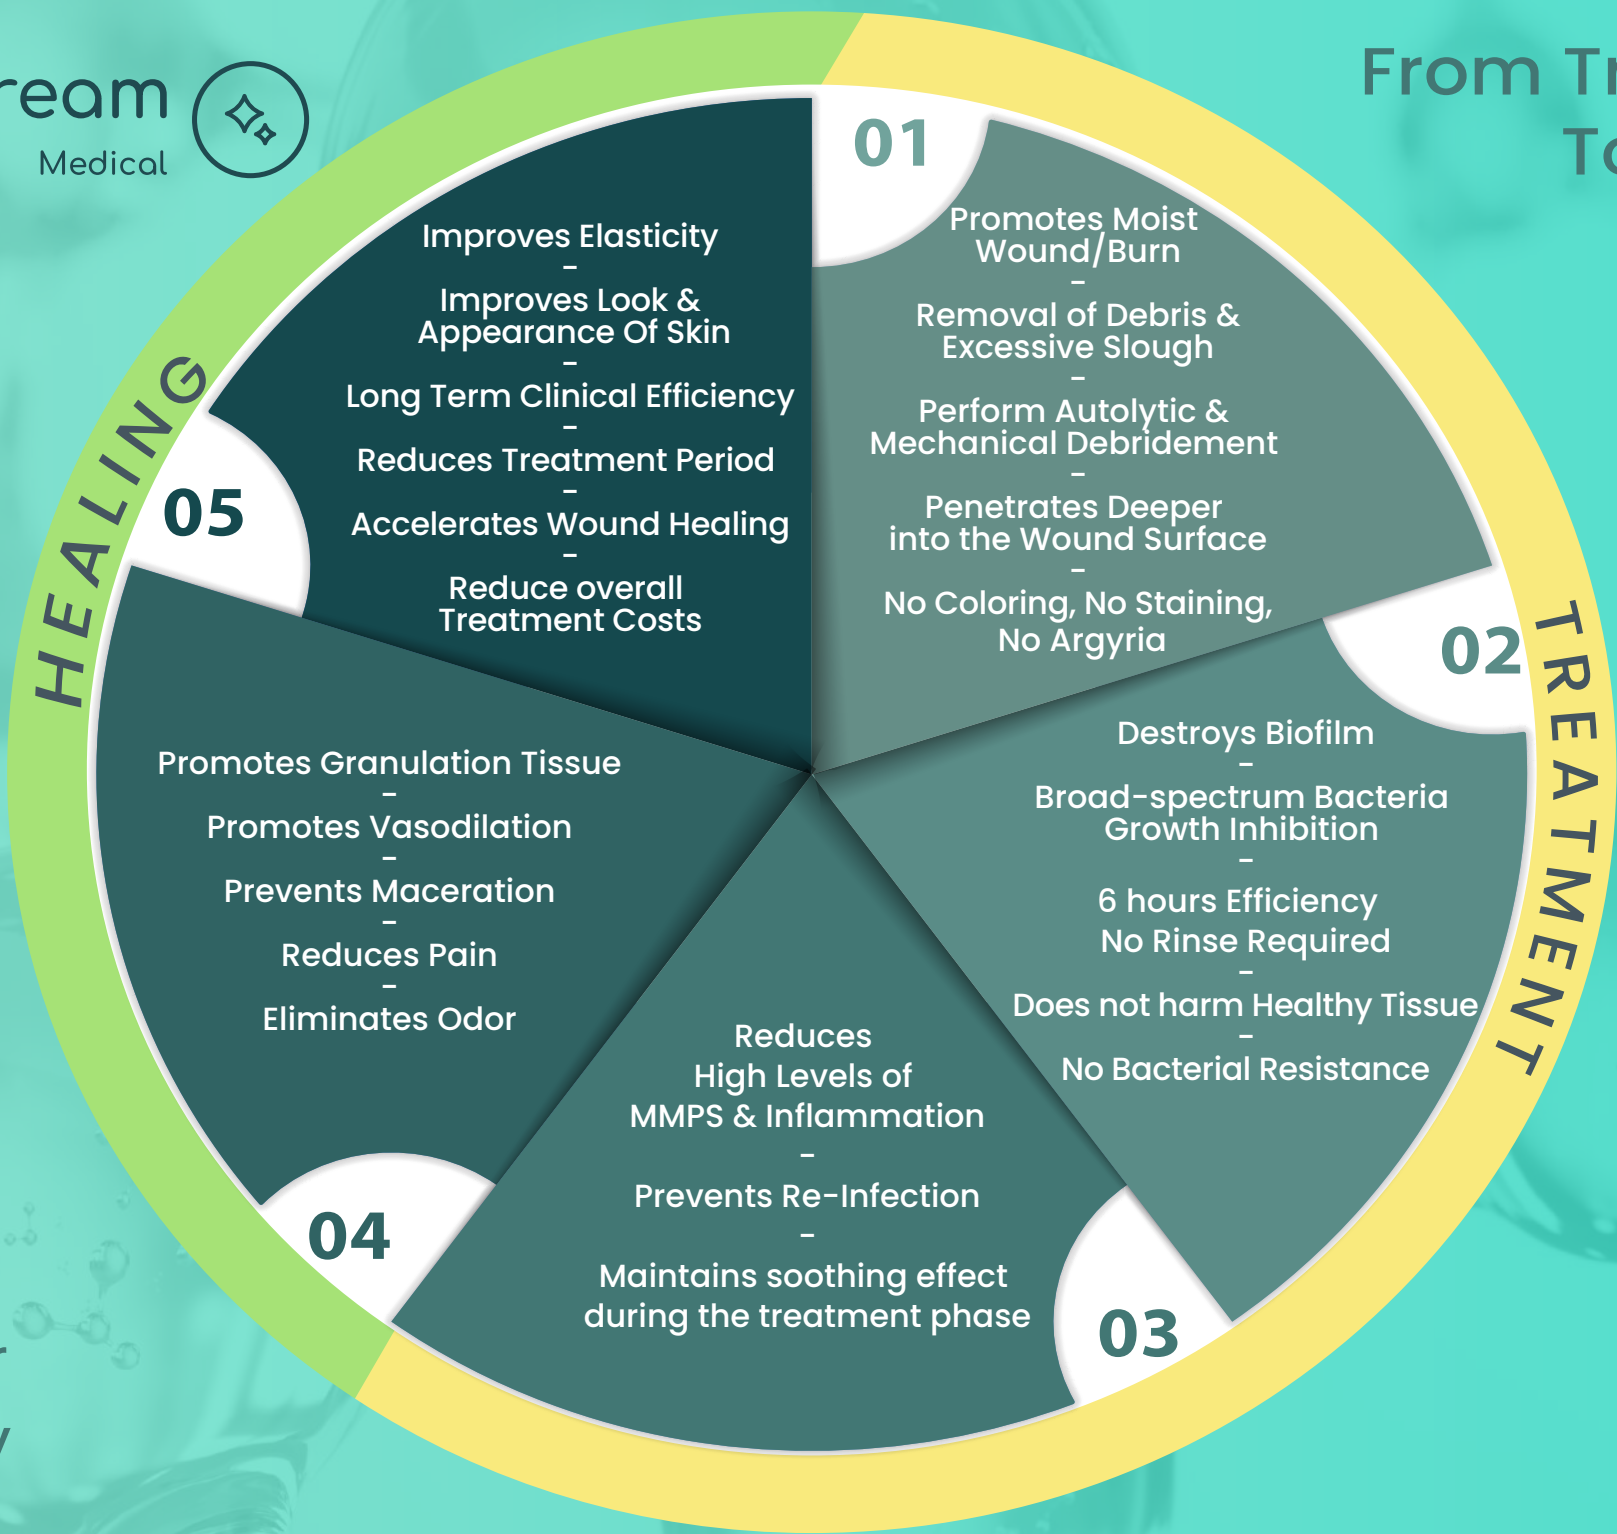 Medical
From
01
Promotes Moist
Wound/Burn
–
Removal of Debris &
Excessive Slough
–
Perform Autolytic &
Mechanical Debridement
–
Penetrates Deeper
into the Wound Surface
–
No Coloring, No Staining,
No Argyria
02
Destroys Biofilm
–
Broad-spectrum Bacteria
Growth Inhibition
–
6 hours Efficiency
No Rinse Required
–
Does not harm Healthy Tissue
–
No Bacterial Resistance
03
Reduces
High Levels of
MMPS & Inflammation
–
Prevents Re-Infection
–
Maintains soothing effect
during the treatment phase
04
Promotes Granulation Tissue
–
Promotes Vasodilation
–
Prevents Maceration
–
Reduces Pain
–
Eliminates Odor
05
Improves Elasticity
–
Improves Look &
Appearance Of Skin
–
Long Term Clinical Efficiency
–
Reduces Treatment Period
–
Accelerates Wound Healing
–
Reduce overall
Treatment Costs
HEALING
TREATMENT